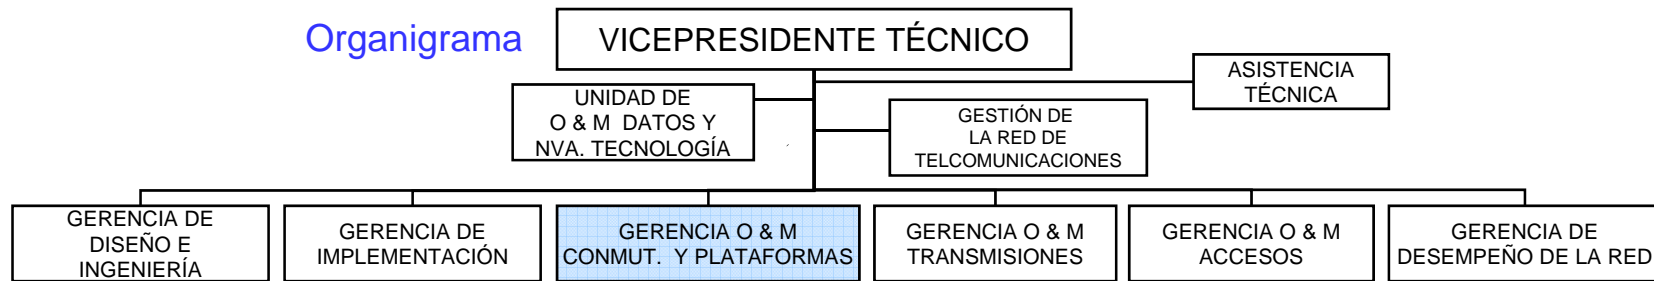 Organigrama
VICEPRESIDENTE TÉCNICO
ASISTENCIA
TÉCNICA
UNIDAD DE
O & M DATOS Y
NVA. TECNOLOGÍA
GESTIÓN DE
LA RED DE
TELCOMUNICACIONES
GERENCIA DE
DISEÑO E
INGENIERÍA
GERENCIA DE
IMPLEMENTACIÓN
GERENCIA O & M
CONMUT. Y PLATAFORMAS
GERENCIA O & M
TRANSMISIONES
GERENCIA O & M
ACCESOS
GERENCIA DE
DESEMPEÑO DE LA RED